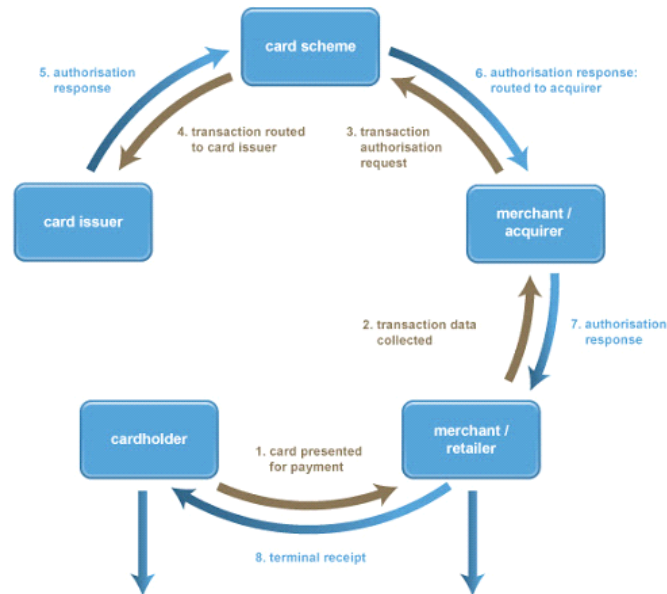 card scheme
5. authorisation
response
6. authorisation response:
routed to acquirer
4. transaction routed
to card issuer
3. transaction
authorisation
request
card issuer
merchant /
acquirer
2. transaction data
collected
7. authorisation
response
cardholder
1. card presented
for payment
merchant /
retailer
8. terminal receipt